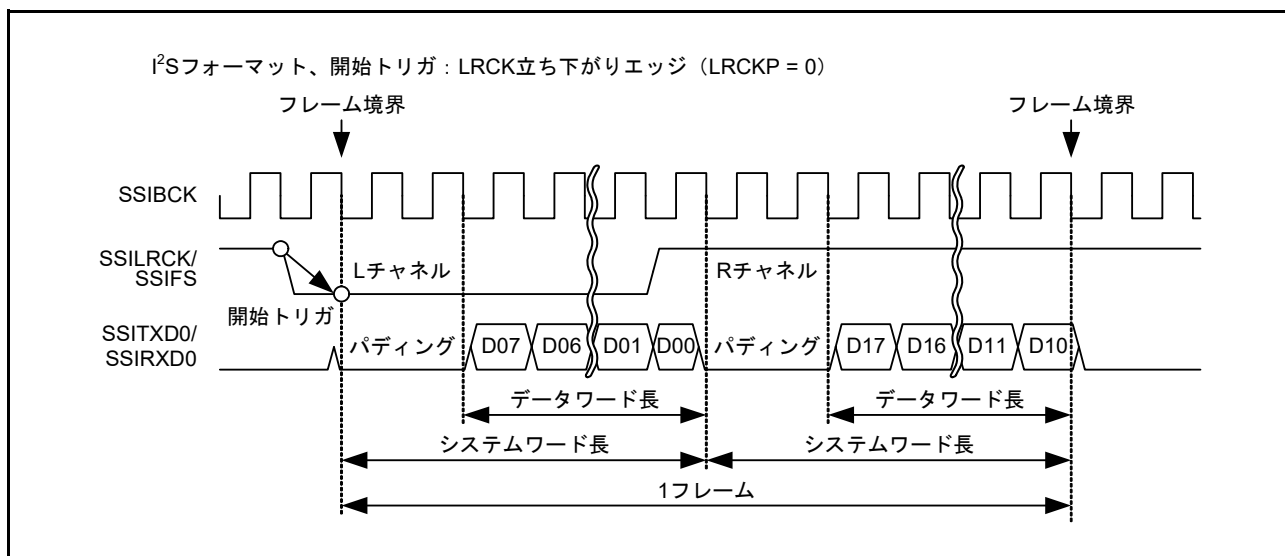 I²Sフォーマット、開始トリガ：LRCK立ち下がりエッジ（LRCKP = 0）
フレーム境界 フレーム境界
SSIBCK
SSILRCK/
SSIFS
Lチャネル Rチャネル
開始トリガ
SSITXD0/
SSIRXD0
パディング D07 D06 D01 D00 パディング D17 D16 D11 D10
データワード長 データワード長
システムワード長 システムワード長
1フレーム